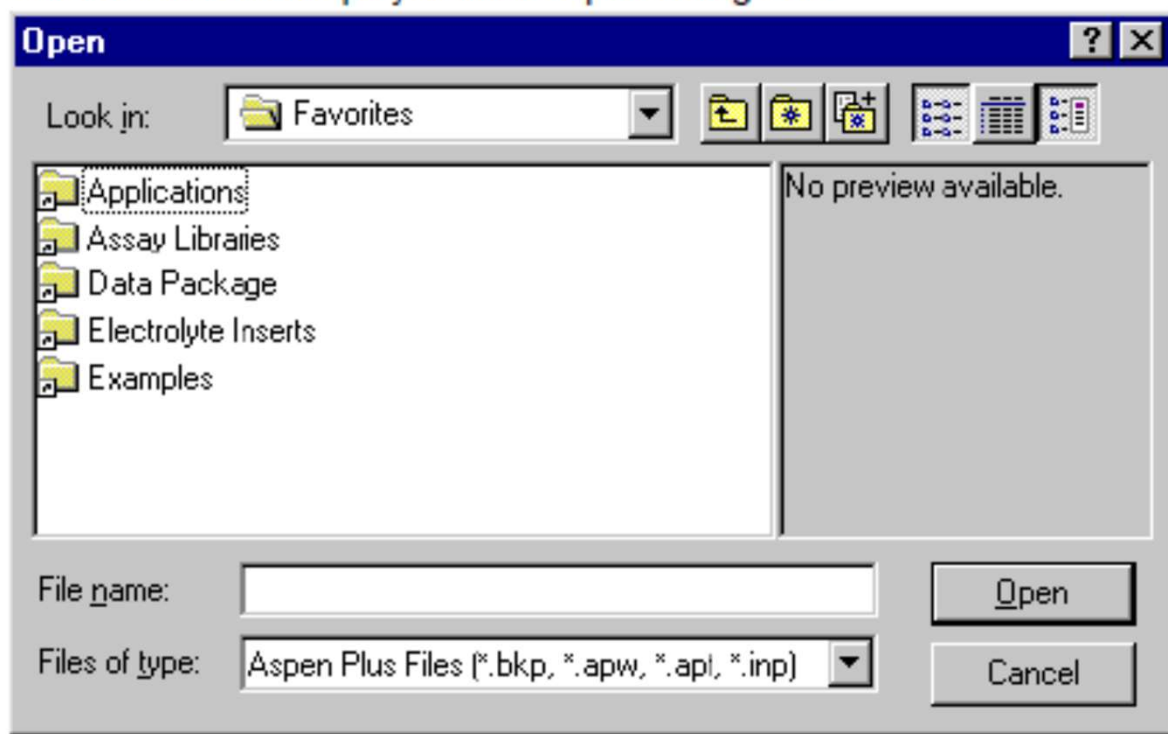 Open
Look in: Favorites
Applications
Assay Libraries
Data Package
Electrolyte Inserts
Examples
No preview available.
File name:
Open
Files of type: Aspen Plus Files (*.bkp, *.apw, *.apt, *.inp)
Cancel